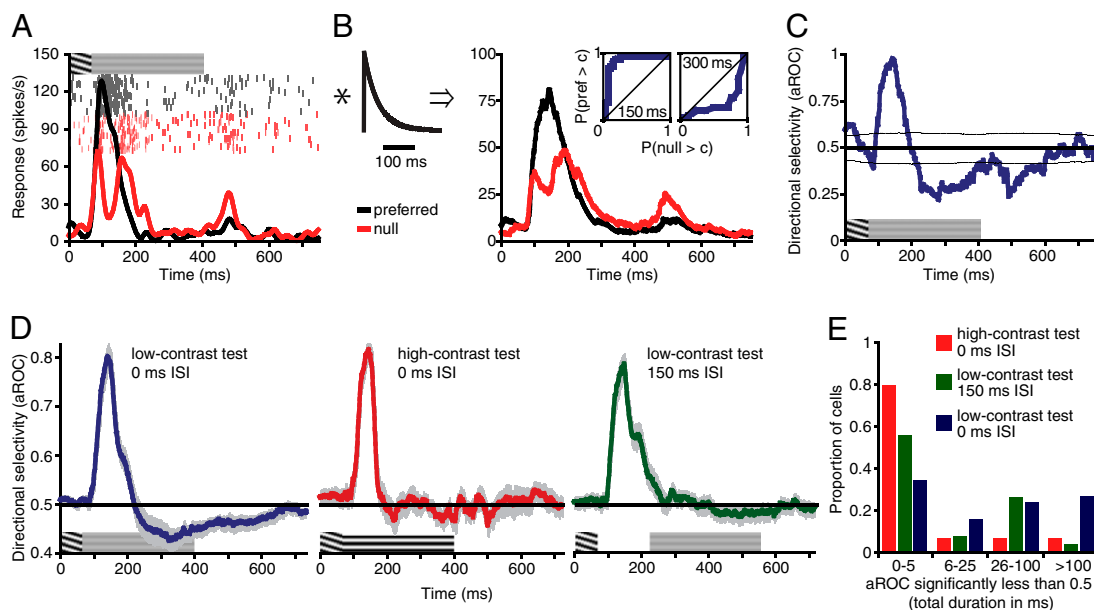 A
150
120
90
60
30
0
Response (spikes/s)
0 200 400 600
Time (ms)
B
*
⇒
100 ms
preferred
null
100
75
50
25
0
0 200 400 600
Time (ms)
P(pref > c)
1
0
150 ms
0 1
300 ms
0 1
P(null > c)
C
Directional selectivity (aROC)
1
0.75
0.5
0.25
0
0 200 400 600
Time (ms)
D
Directional selectivity (aROC)
0.8
0.7
0.6
0.5
0.4
low-contrast test
0 ms ISI
0 200 400 600
high-contrast test
0 ms ISI
0 200 400 600
low-contrast test
150 ms ISI
0 200 400 600
Time (ms)
E
high-contrast test
0 ms ISI
low-contrast test
150 ms ISI
low-contrast test
0 ms ISI
Proportion of cells
1
0.8
0.6
0.4
0.2
0
0-5 6-25 26-100 >100
aROC significantly less than 0.5
(total duration in ms)